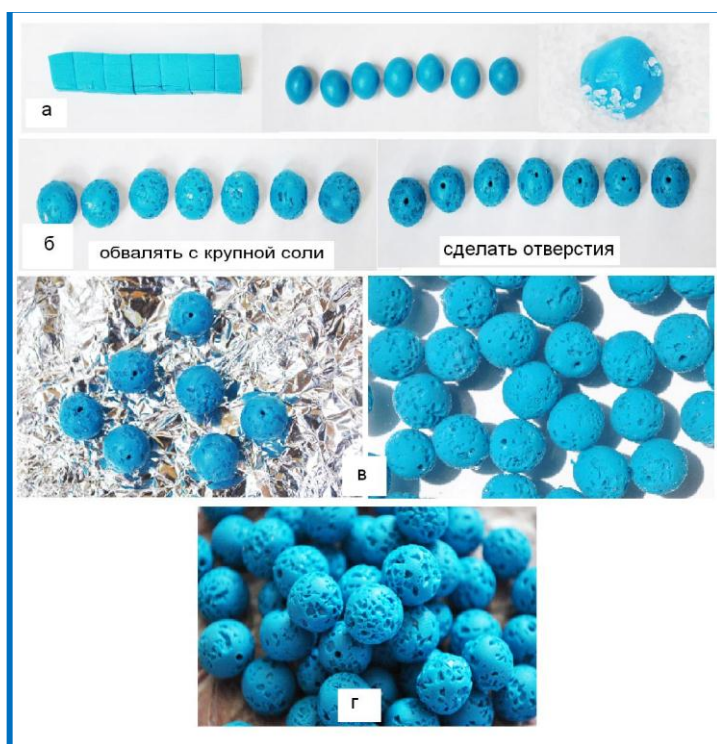 а
б
обвалять с крупной соли
сделать отверстия
в
г